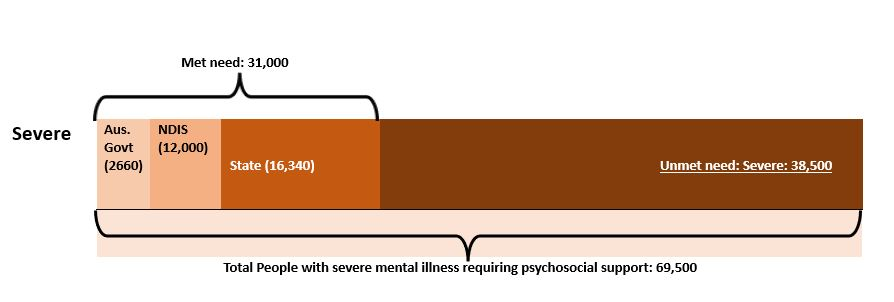 Met need: 31,000
Severe
Aus.
Govt
(2660)
NDIS
(12,000)
State (16,340)
Unmet need: Severe: 38,500
Total People with severe mental illness requiring psychosocial support: 69,500